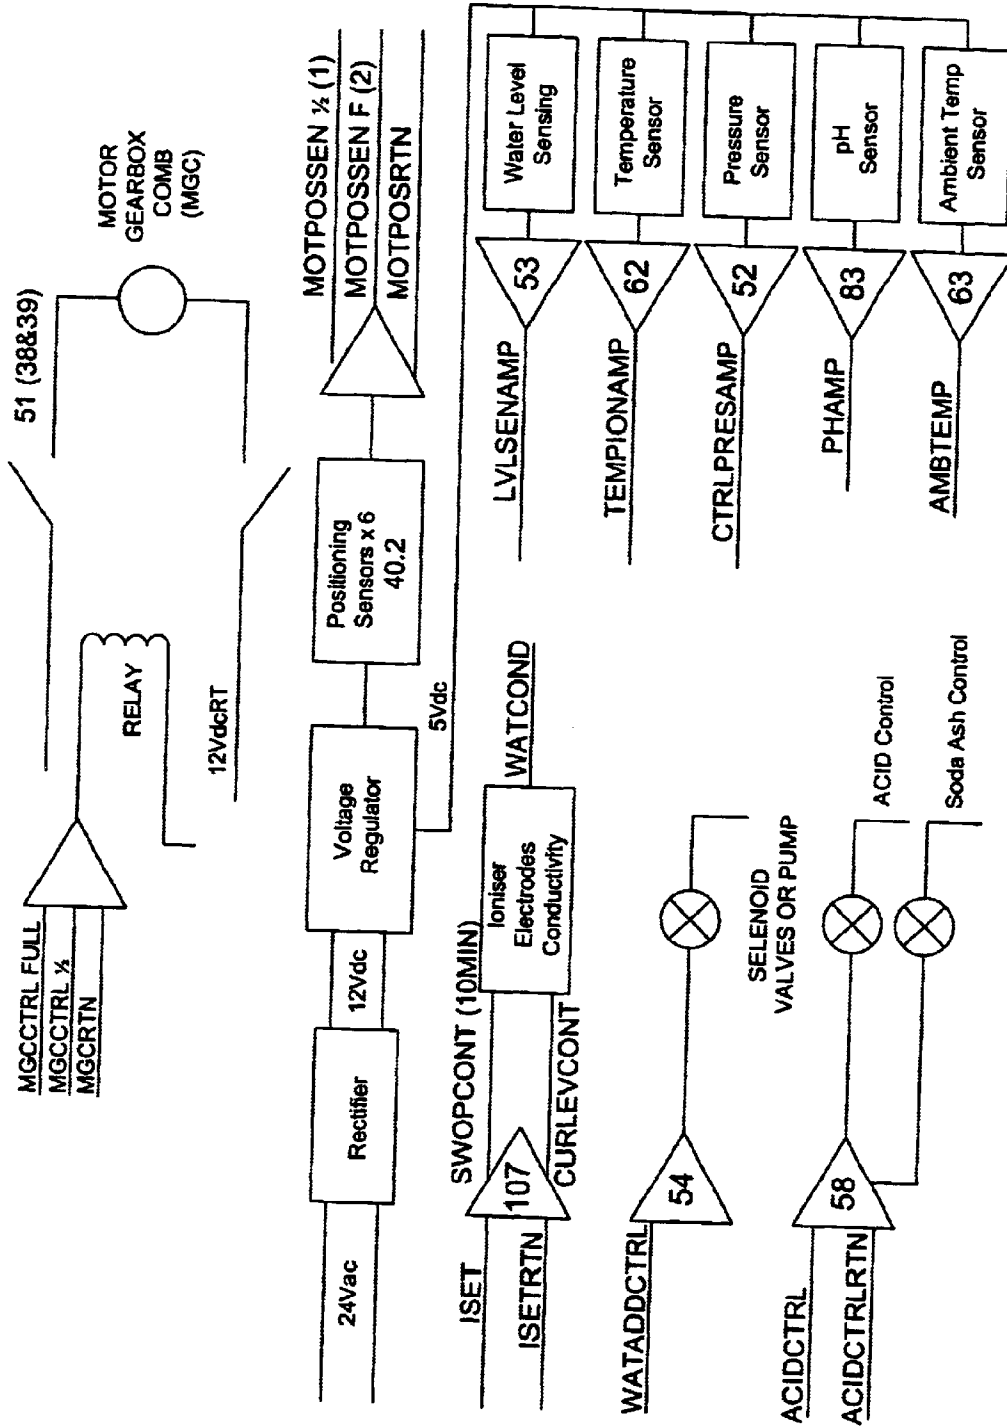 MGCCTRL FULL
MGCCTRL ½
MGCRTN
RELAY
12VdcRT
51 (38&39)
MOTOR
GEARBOX
COMB
(MGC)
24Vac
Rectifier
12Vdc
Voltage
Regulator
5Vdc
Positioning
Sensors x 6
40.2
MOTPOSSEN ½ (1)
MOTPOSSEN F (2)
MOTPOSRTN
ISET
ISETRTN
107
SWOPCONT (10MIN)
CURLEVCONT
Ioniser
Electrodes
Conductivity
WATCOND
WATADDCTRL
54
SELENOID
VALVES OR PUMP
ACIDCTRL
ACIDCTRLRTN
58
ACID Control
Soda Ash Control
LVLSENAMP
53
Water Level
Sensing
TEMPIONAMP
62
Temperature
Sensor
CTRLPRESAMP
52
Pressure
Sensor
PHAMP
83
pH
Sensor
AMBTEMP
63
Ambient Temp
Sensor